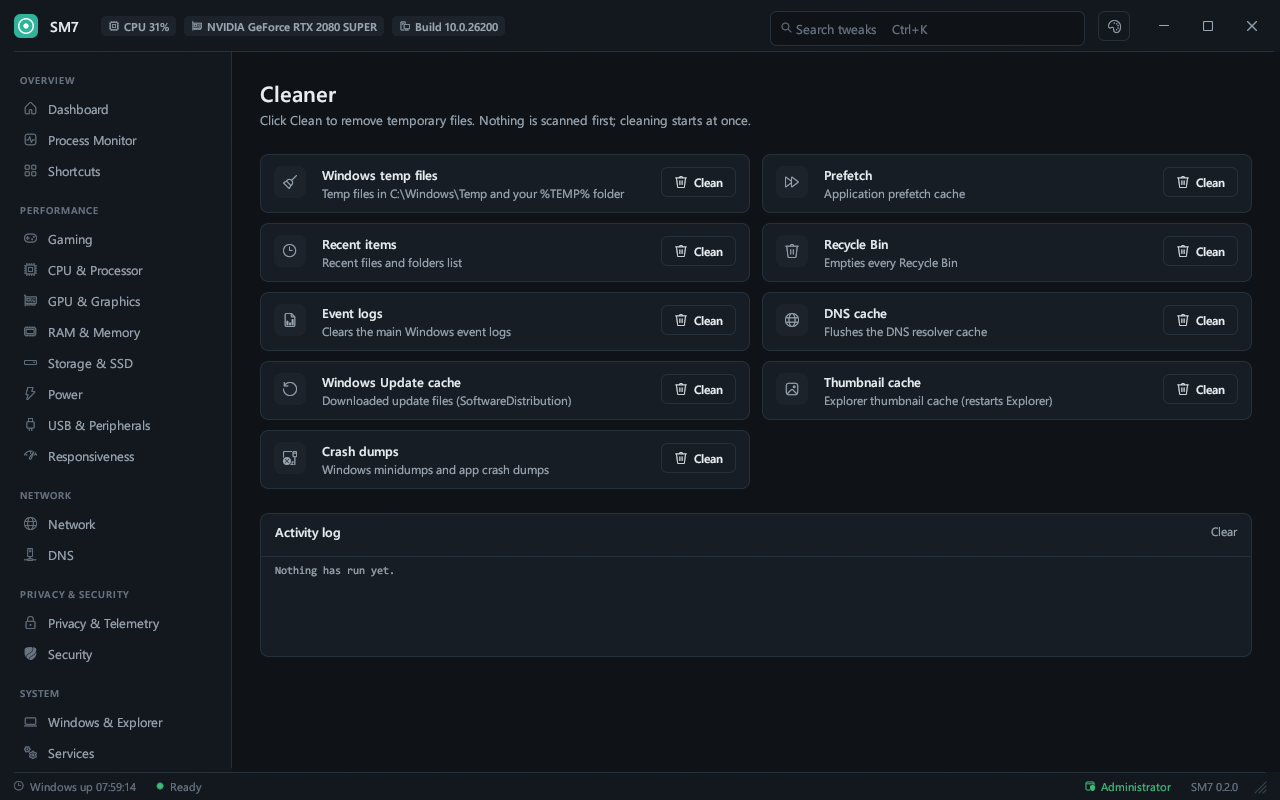 SM7
CPU 31%
NVIDIA GeForce RTX 2080 SUPER
Build 10.0.26200
Search tweaks Ctrl+K
OVERVIEW
Dashboard
Process Monitor
Shortcuts
PERFORMANCE
Gaming
CPU & Processor
GPU & Graphics
RAM & Memory
Storage & SSD
Power
USB & Peripherals
Responsiveness
NETWORK
Network
DNS
PRIVACY & SECURITY
Privacy & Telemetry
Security
SYSTEM
Windows & Explorer
Services
Cleaner
Click Clean to remove temporary files. Nothing is scanned first; cleaning starts at once.
Windows temp files
Temp files in C:\Windows\Temp and your %TEMP% folder
Clean
Prefetch
Application prefetch cache
Clean
Recent items
Recent files and folders list
Clean
Recycle Bin
Empties every Recycle Bin
Clean
Event logs
Clears the main Windows event logs
Clean
DNS cache
Flushes the DNS resolver cache
Clean
Windows Update cache
Downloaded update files (SoftwareDistribution)
Clean
Thumbnail cache
Explorer thumbnail cache (restarts Explorer)
Clean
Crash dumps
Windows minidumps and app crash dumps
Clean
Activity log
Clear
Nothing has run yet.
Windows up 07:59:14
Ready
Administrator
SM7 0.2.0